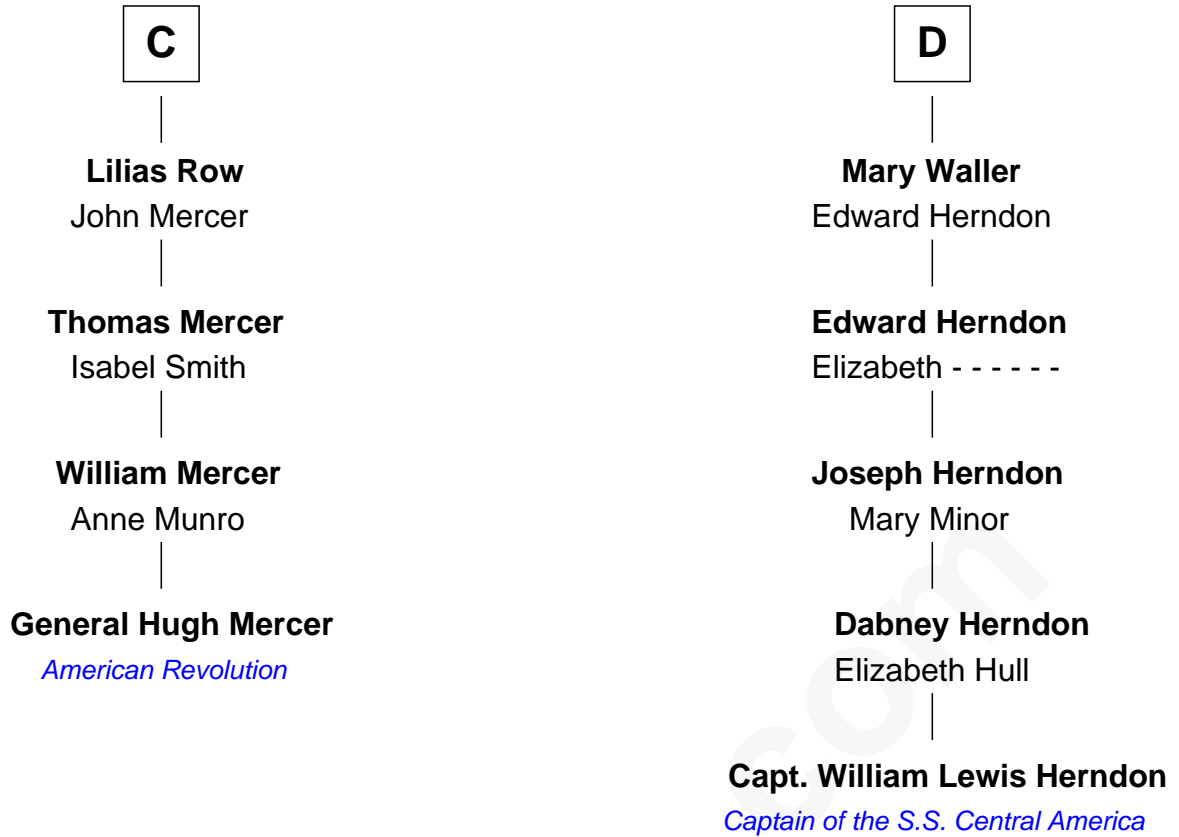 C
Lilias Row
John Mercer
Thomas Mercer
Isabel Smith
William Mercer
Anne Munro
General Hugh Mercer
American Revolution
D
Mary Waller
Edward Herndon
Edward Herndon
Elizabeth - - - - - -
Joseph Herndon
Mary Minor
Dabney Herndon
Elizabeth Hull
Capt. William Lewis Herndon
Captain of the S.S. Central America
com